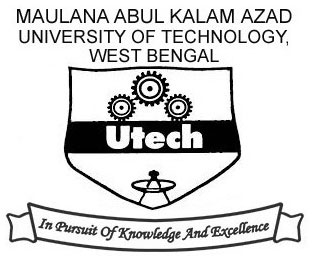 MAULANA ABUL KALAM AZAD
UNIVERSITY OF TECHNOLOGY,
WEST BENGAL
Utech
In Pursuit Of Knowledge And Excellence